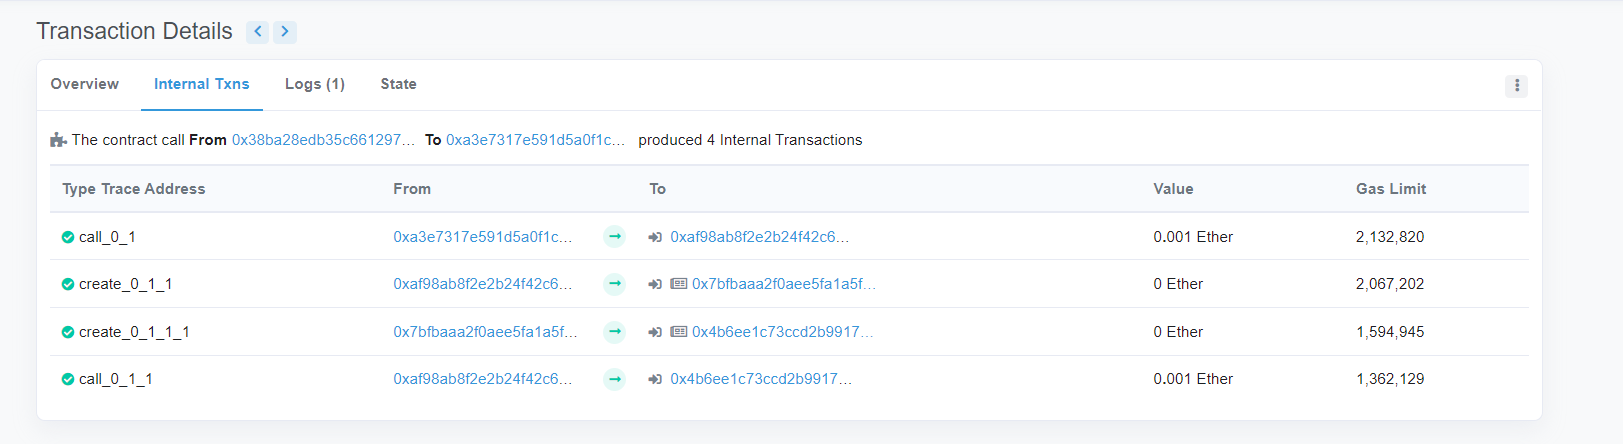 Transaction Details
Overview Internal Txns Logs (1) State
The contract call From 0x38ba28edb35c661297... To 0xa3e7317e591d5a0f1c... produced 4 Internal Transactions
Type Trace Address From To Value Gas Limit
call_0_1 0xa3e7317e591d5a0f1c... 0xaf98ab8f2e2b24f42c6... 0.001 Ether 2,132,820
create_0_1_1 0xaf98ab8f2e2b24f42c6... 0x7bfbaaa2f0aee5fa1a5f... 0 Ether 2,067,202
create_0_1_1_1 0x7bfbaaa2f0aee5fa1a5f... 0x4b6ee1c73ccd2b9917... 0 Ether 1,594,945
call_0_1_1 0xaf98ab8f2e2b24f42c6... 0x4b6ee1c73ccd2b9917... 0.001 Ether 1,362,129